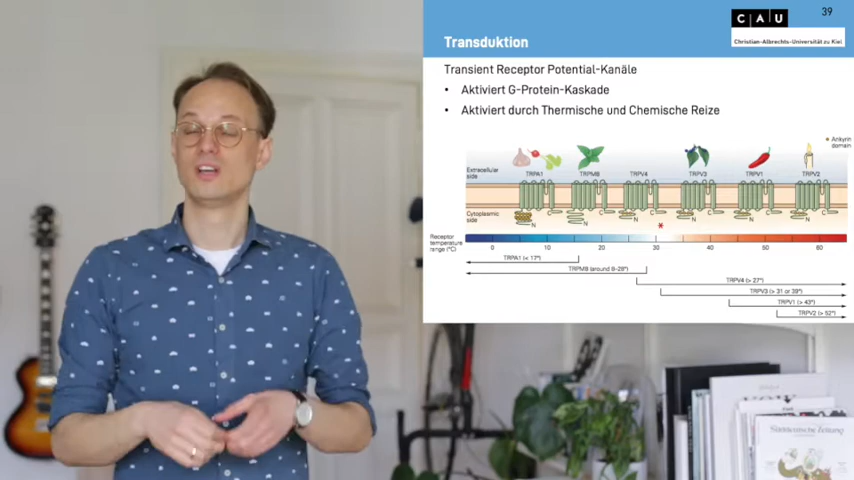 39
C A U
Christian-Albrechts-Universität zu Kiel
Transduktion
Transient Receptor Potential-Kanäle
• Aktiviert G-Protein-Kaskade
• Aktiviert durch Thermische und Chemische Reize
Ankyrin domain
Extracellular side
TRPA1 TRPM8 TRPV4 TRPV3 TRPV1 TRPV2
Cytoplasmic side
C C C C C C
N N N N N N
*
Receptor temperature range (°C)
0 10 20 30 40 50 60
TRPA1 (< 17°)
TRPM8 (around 8-28°)
TRPV4 (> 27°)
TRPV3 (> 31 or 39°)
TRPV1 (> 43°)
TRPV2 (> 52°)
Süddeutsche Zeitung